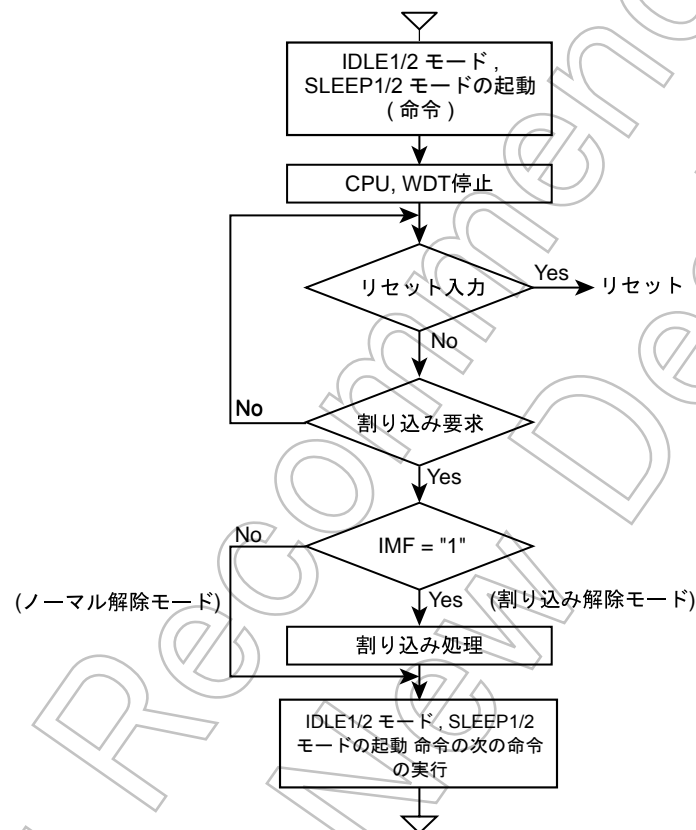 IDLE1/2 モード ,
SLEEP1/2 モードの起動
( 命令 )
CPU, WDT停止
リセット入力
Yes
リセット
No
No
割り込み要求
Yes
No
IMF = "1"
(ノーマル解除モード)
Yes
(割り込み解除モード)
割り込み処理
IDLE1/2 モード , SLEEP1/2
モードの起動 命令の次の命令
の実行
Recommend
New De